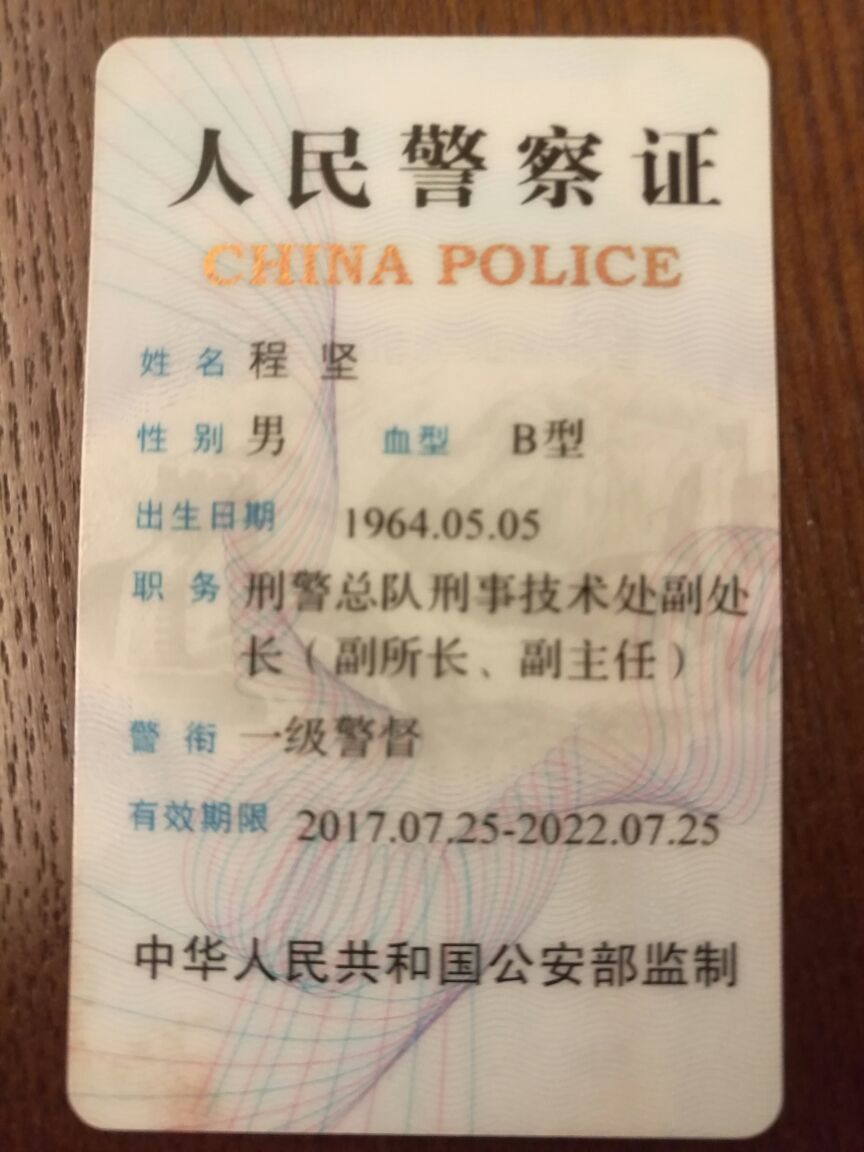 人民警察证
CHINA POLICE
姓名 程坚
性别 男 血型 B型
出生日期 1964.05.05
职务 刑警总队刑事技术处副处
长（副所长、副主任）
警衔 一级警督
有效期限 2017.07.25-2022.07.25
中华人民共和国公安部监制